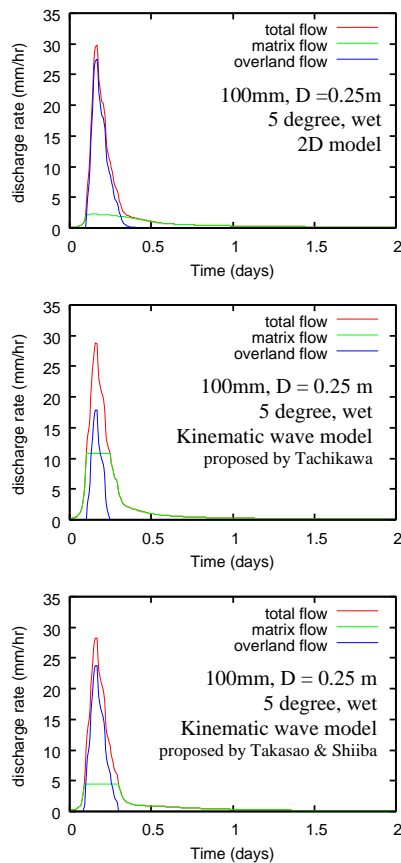 35
30
25
20
15
10
5
0
discharge rate (mm/hr)
total flow
matrix flow
overland flow
100mm, D =0.25m
5 degree, wet
2D model
0 0.5 1 1.5 2
Time (days)
35
30
25
20
15
10
5
0
discharge rate (mm/hr)
total flow
matrix flow
overland flow
100mm, D = 0.25 m
5 degree, wet
Kinematic wave model
proposed by Tachikawa
0 0.5 1 1.5 2
Time (days)
35
30
25
20
15
10
5
0
discharge rate (mm/hr)
total flow
matrix flow
overland flow
100mm, D = 0.25 m
5 degree, wet
Kinematic wave model
proposed by Takasao & Shiiba
0 0.5 1 1.5 2
Time (days)